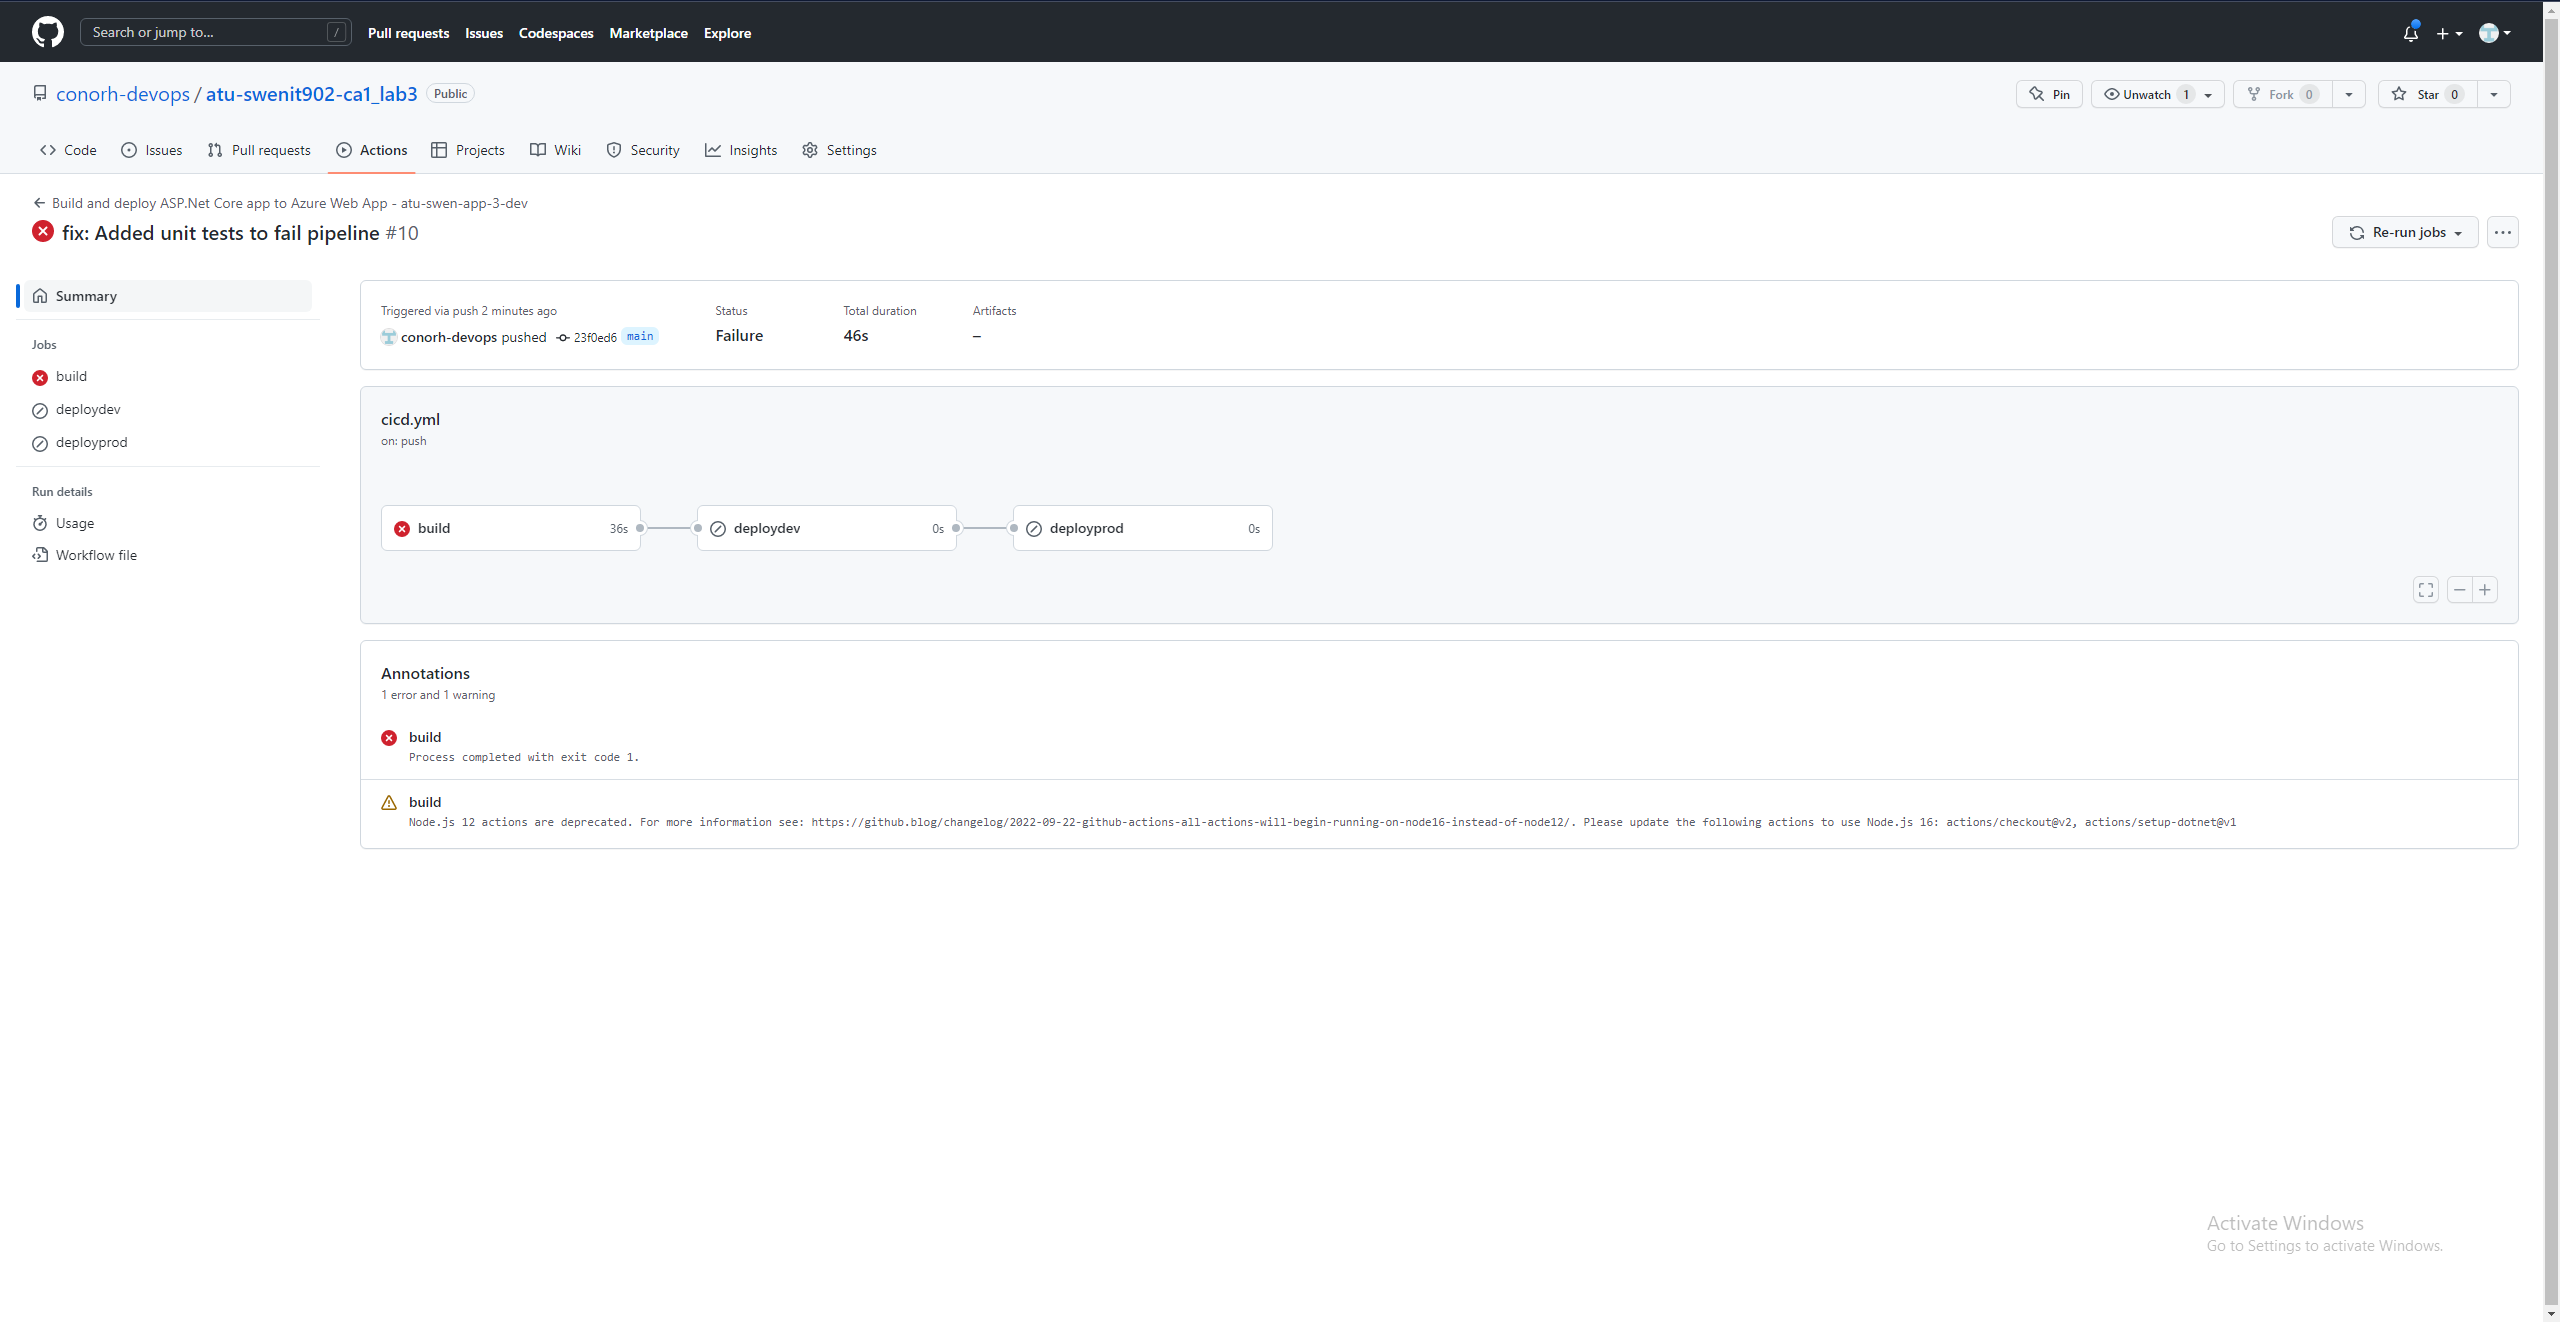 Search or jump to... /
Pull requests Issues Codespaces Marketplace Explore
conorh-devops / atu-swenit902-ca1_lab3 Public
Pin Unwatch 1 Fork 0 Star 0
Code Issues Pull requests Actions Projects Wiki Security Insights Settings
Build and deploy ASP.Net Core app to Azure Web App - atu-swen-app-3-dev
fix: Added unit tests to fail pipeline #10
Re-run jobs
Summary
Jobs
build
deploydev
deployprod
Run details
Usage
Workflow file
Triggered via push 2 minutes ago
conorh-devops pushed 23f0ed6 main
Status
Failure
Total duration
46s
Artifacts
–
cicd.yml
on: push
build 36s
deploydev 0s
deployprod 0s
Annotations
1 error and 1 warning
build
Process completed with exit code 1.
build
Node.js 12 actions are deprecated. For more information see: https://github.blog/changelog/2022-09-22-github-actions-all-actions-will-begin-running-on-node16-instead-of-node12/. Please update the following actions to use Node.js 16: actions/checkout@v2, actions/setup-dotnet@v1
Activate Windows
Go to Settings to activate Windows.